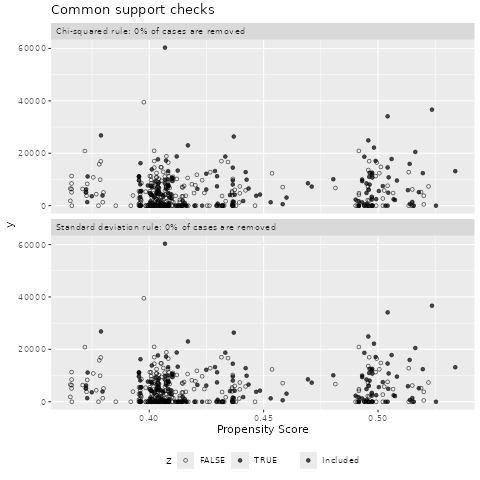 Common support checks
Chi-squared rule: 0% of cases are removed
60000
40000
20000
0
Standard deviation rule: 0% of cases are removed
60000
40000
20000
0
y
0.40 0.45 0.50
Propensity Score
z FALSE TRUE Included